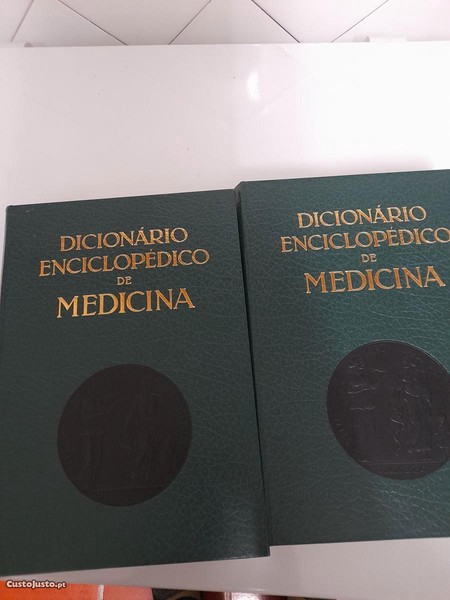 DICIONÁRIO
ENCICLOPÉDICO
DE
MEDICINA
DICIONÁRIO
ENCICLOPÉDICO
DE
MEDICINA
CustoJusto.pt